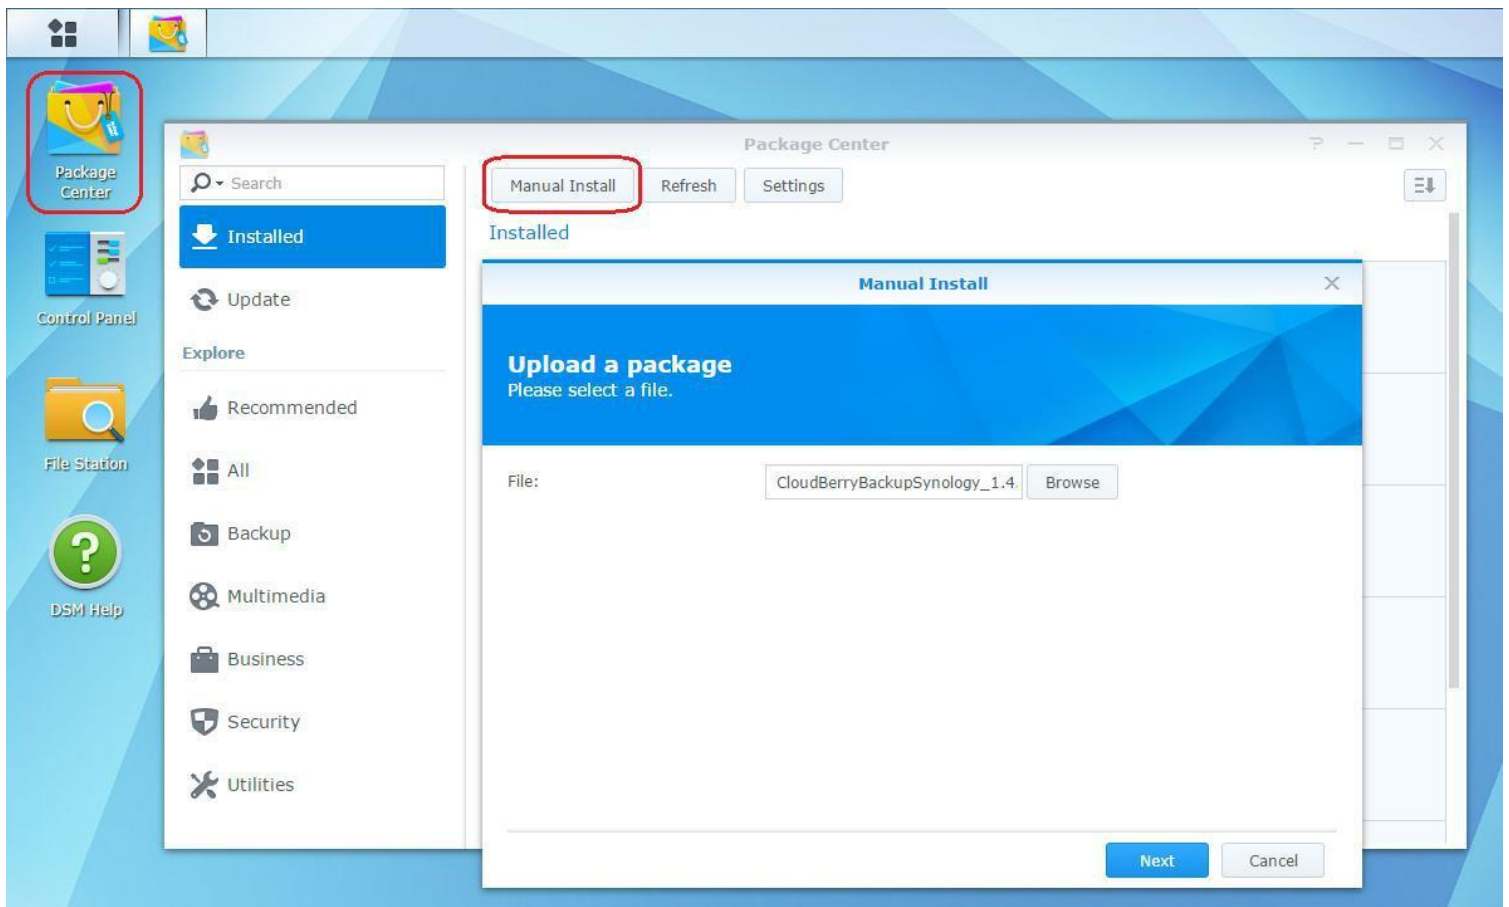 Package
Center
Control Panel
File Station
DSM Help
Package Center
Search
Installed
Update
Explore
Recommended
All
Backup
Multimedia
Business
Security
Utilities
Manual Install
Refresh
Settings
Installed
Manual Install
Upload a package
Please select a file.
File:
CloudBerryBackupSynology_1.4
Browse
Next
Cancel